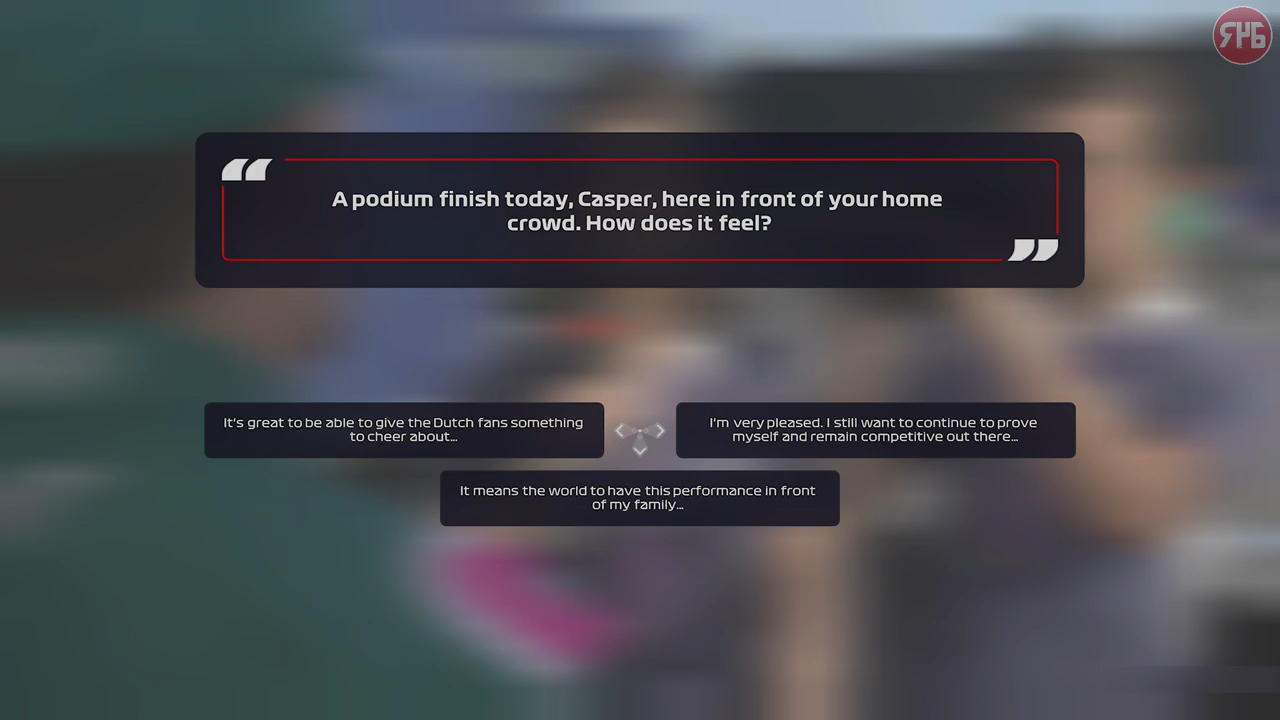 ЯРБ
A podium finish today, Casper, here in front of your home
crowd. How does it feel?
It's great to be able to give the Dutch fans something
to cheer about...
I'm very pleased. I still want to continue to prove
myself and remain competitive out there...
It means the world to have this performance in front
of my family...